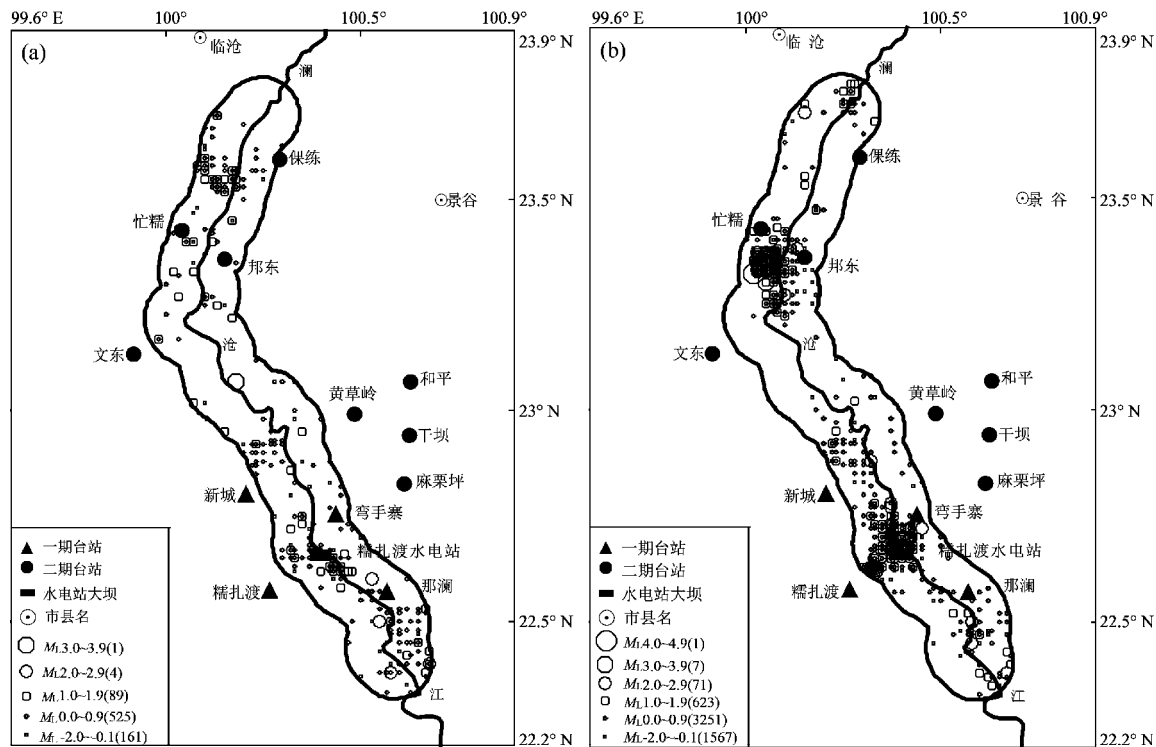 99.6° E 100° 100.5° 100.9°
(a)
临沧
23.9° N
澜
倮练
23.5° N
景谷
忙糯
邦东
文东
沧
和平
黄草岭
23° N
干坝
麻栗坪
新城
弯手寨
糯扎渡水电站
糯扎渡
那澜
22.5° N
江
22.2° N
一期台站
二期台站
水电站大坝
市县名
ML3.0~3.9(1)
ML2.0~2.9(4)
ML1.0~1.9(89)
ML0.0~0.9(525)
ML-2.0~-0.1(161)
99.6° E 100° 100.5° 100.9°
(b)
临 沧
23.9° N
澜
倮练
23.5° N
景 谷
忙糯
邦东
文东
沧
和平
黄草岭
23° N
干坝
麻栗坪
新城
弯手寨
糯扎渡水电站
糯扎渡
那澜
22.5° N
江
22.2° N
一期台站
二期台站
水电站大坝
市县名
ML4.0~4.9(1)
ML3.0~3.9(7)
ML2.0~2.9(71)
ML1.0~1.9(623)
ML0.0~0.9(3251)
ML-2.0~-0.1(1567)